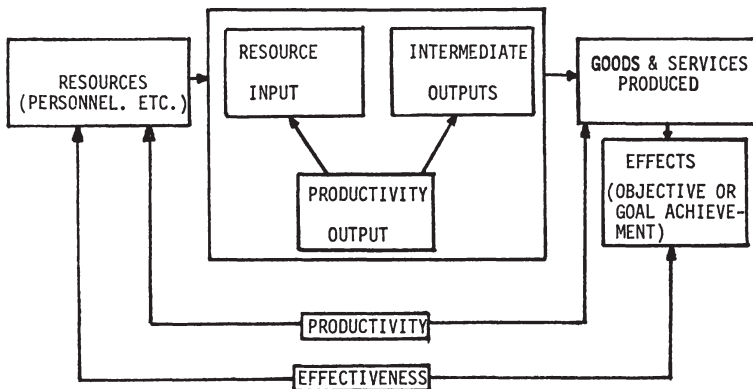 RESOURCES
(PERSONNEL. ETC.)
RESOURCE
INPUT
INTERMEDIATE
OUTPUTS
PRODUCTIVITY
OUTPUT
GOODS & SERVICES
PRODUCED
EFFECTS
(OBJECTIVE OR
GOAL ACHIEVE-
MENT)
PRODUCTIVITY
EFFECTIVENESS